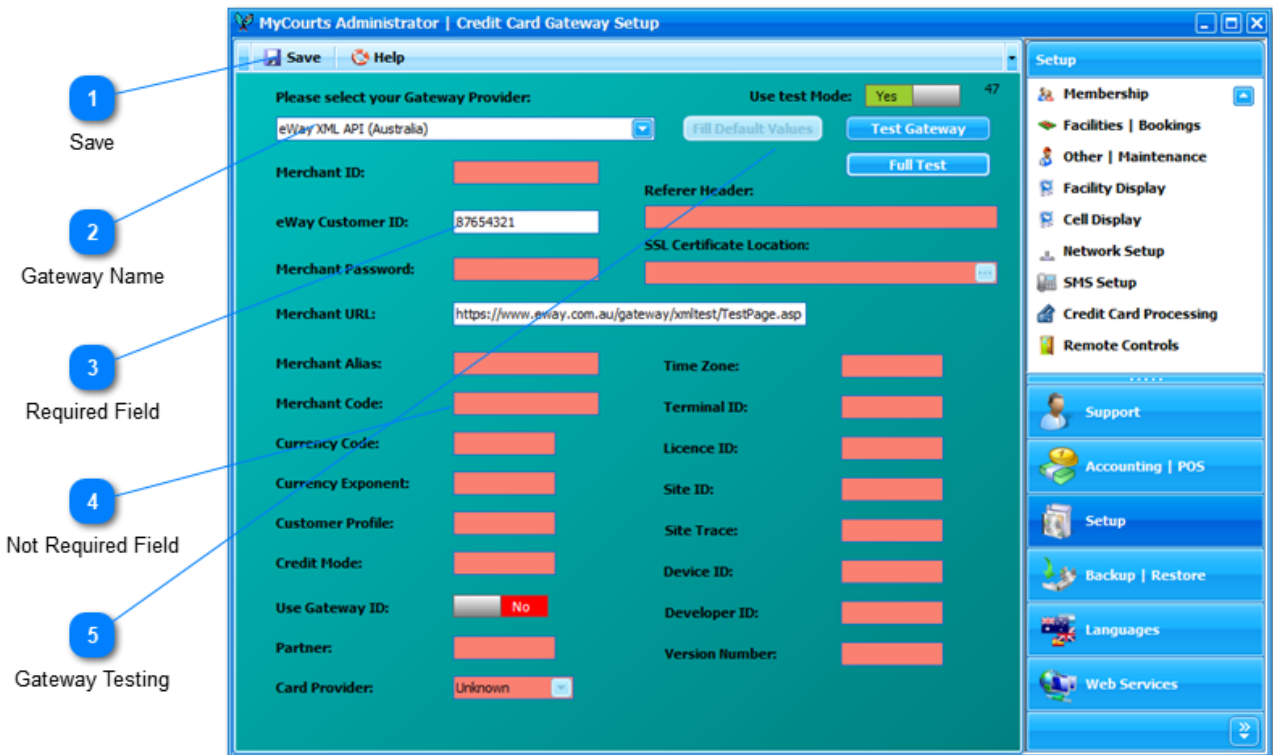 MyCourts Administrator | Credit Card Gateway Setup
Save Help
Please select your Gateway Provider:
Use test Mode: Yes 47
eWay XML API (Australia)
Fill Default Values
Test Gateway
Full Test
Merchant ID:
Referer Header:
eWay Customer ID: 87654321
SSL Certificate Location:
Merchant Password:
Merchant URL: https://www.eway.com.au/gateway/xmltest/TestPage.asp
Merchant Alias:
Time Zone:
Merchant Code:
Terminal ID:
Currency Code:
Licence ID:
Currency Exponent:
Site ID:
Customer Profile:
Site Trace:
Credit Mode:
Device ID:
Use Gateway ID: No
Developer ID:
Partner:
Version Number:
Card Provider: Unknown
Setup
Membership
Facilities | Bookings
Other | Maintenance
Facility Display
Cell Display
Network Setup
SMS Setup
Credit Card Processing
Remote Controls
Support
Accounting | POS
Setup
Backup | Restore
Languages
Web Services
1
Save
2
Gateway Name
3
Required Field
4
Not Required Field
5
Gateway Testing